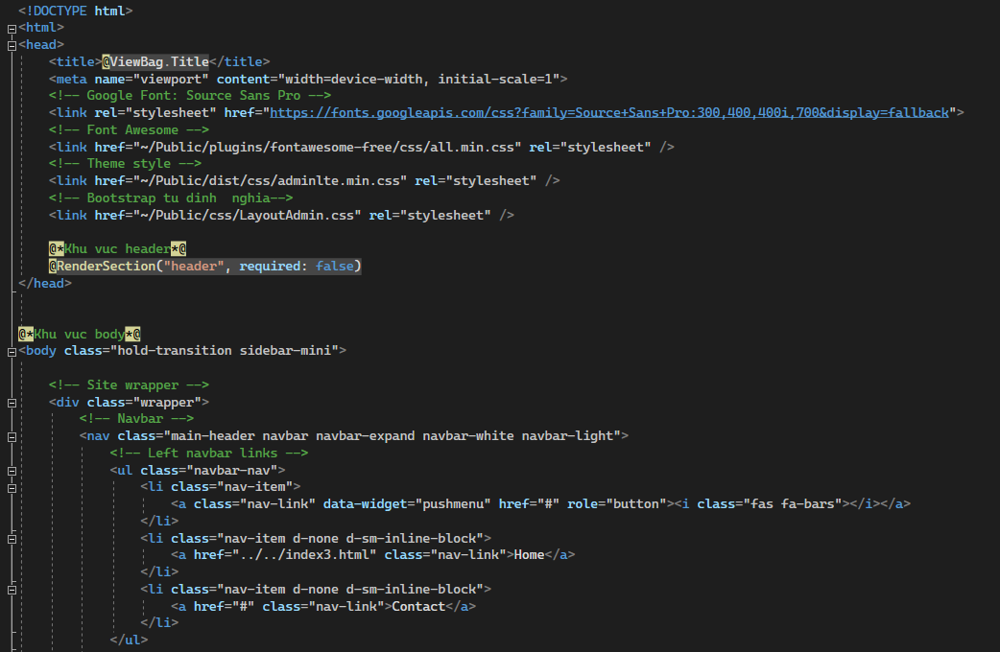 <!DOCTYPE html>
<html>
<head>
    <title>@ViewBag.Title</title>
    <meta name="viewport" content="width=device-width, initial-scale=1">
    <!-- Google Font: Source Sans Pro -->
    <link rel="stylesheet" href="https://fonts.googleapis.com/css?family=Source+Sans+Pro:300,400,400i,700&display=fallback">
    <!-- Font Awesome -->
    <link href="~/Public/plugins/fontawesome-free/css/all.min.css" rel="stylesheet" />
    <!-- Theme style -->
    <link href="~/Public/dist/css/adminlte.min.css" rel="stylesheet" />
    <!-- Bootstrap tu dinh  nghia-->
    <link href="~/Public/css/LayoutAdmin.css" rel="stylesheet" />

    @*Khu vuc header*@
    @RenderSection("header", required: false)
</head>


@*Khu vuc body*@
<body class="hold-transition sidebar-mini">

    <!-- Site wrapper -->
    <div class="wrapper">
        <!-- Navbar -->
        <nav class="main-header navbar navbar-expand navbar-white navbar-light">
            <!-- Left navbar links -->
            <ul class="navbar-nav">
                <li class="nav-item">
                    <a class="nav-link" data-widget="pushmenu" href="#" role="button"><i class="fas fa-bars"></i></a>
                </li>
                <li class="nav-item d-none d-sm-inline-block">
                    <a href="../../index3.html" class="nav-link">Home</a>
                </li>
                <li class="nav-item d-none d-sm-inline-block">
                    <a href="#" class="nav-link">Contact</a>
                </li>
            </ul>